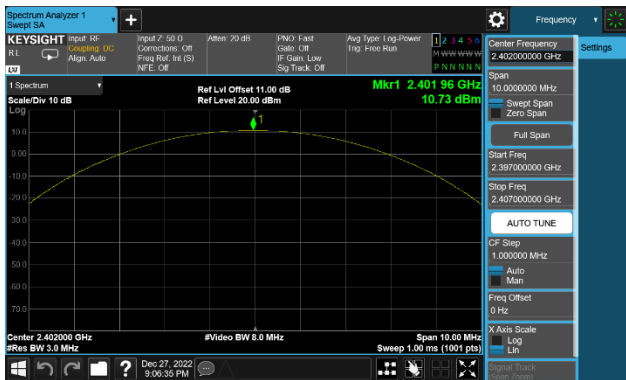 Spectrum Analyzer 1
Swept SA
+
Frequency
KEYSIGHT
RL
LXI
Input: RF
Coupling: DC
Align: Auto
Input Z: 50 Ω
Corrections: Off
Freq Ref: Int (S)
NFE: Off
Atten: 20 dB
PNO: Fast
Gate: Off
IF Gain: Low
Sig Track: Off
Avg Type: Log-Power
Trig: Free Run
1 2 3 4 5 6
M W W W W W
P N N N N N
1 Spectrum
Scale/Div 10 dB
Log
Ref Lvl Offset 11.00 dB
Ref Level 20.00 dBm
Mkr1 2.401 96 GHz
10.73 dBm
1
10.0
0.00
-10.0
-20.0
-30.0
-40.0
-50.0
-60.0
-70.0
Center 2.402000 GHz
#Res BW 3.0 MHz
#Video BW 8.0 MHz
Span 10.00 MHz
Sweep 1.00 ms (1001 pts)
Center Frequency
2.402000000 GHz
Settings
Span
10.0000000 MHz
Swept Span
Zero Span
Full Span
Start Freq
2.397000000 GHz
Stop Freq
2.407000000 GHz
AUTO TUNE
CF Step
1.000000 MHz
Auto
Man
Freq Offset
0 Hz
X Axis Scale
Log
Lin
Signal Track
(Span Zoom)
?
Dec 27, 2022
9:06:35 PM